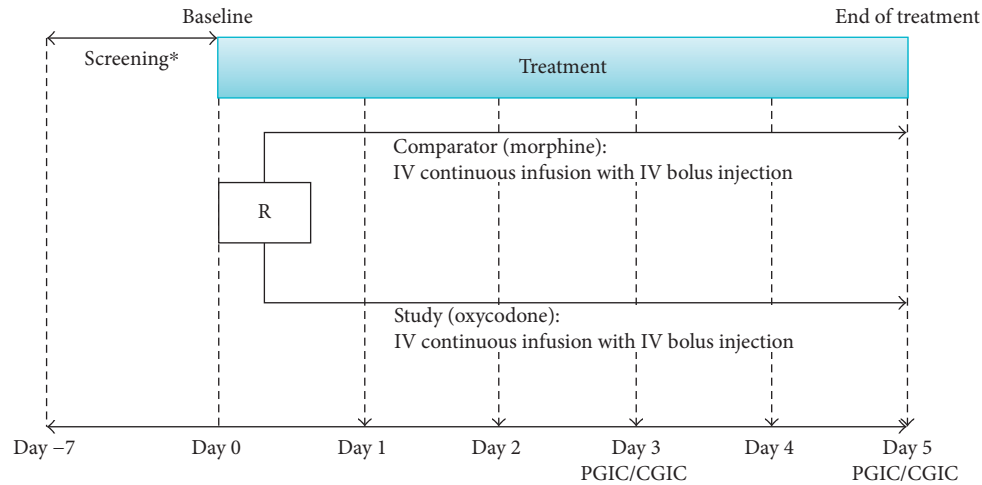 Baseline
End of treatment
Screening*
Treatment
Comparator (morphine):
IV continuous infusion with IV bolus injection
R
Study (oxycodone):
IV continuous infusion with IV bolus injection
Day −7
Day 0
Day 1
Day 2
Day 3
PGIC/CGIC
Day 4
Day 5
PGIC/CGIC